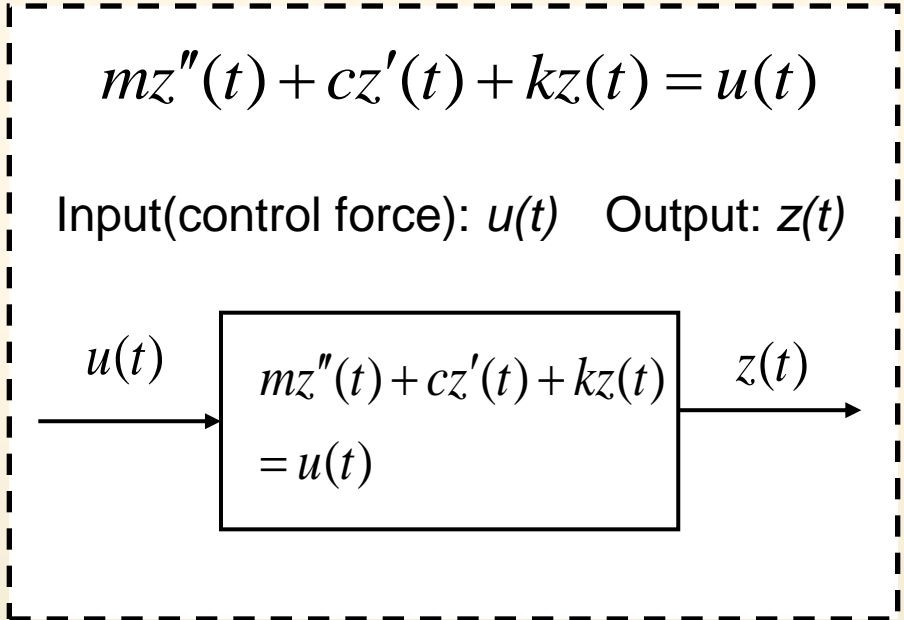 mz″(t) + cz′(t) + kz(t) = u(t)
Input(control force): u(t) Output: z(t)
u(t)
mz″(t) + cz′(t) + kz(t)
= u(t)
z(t)